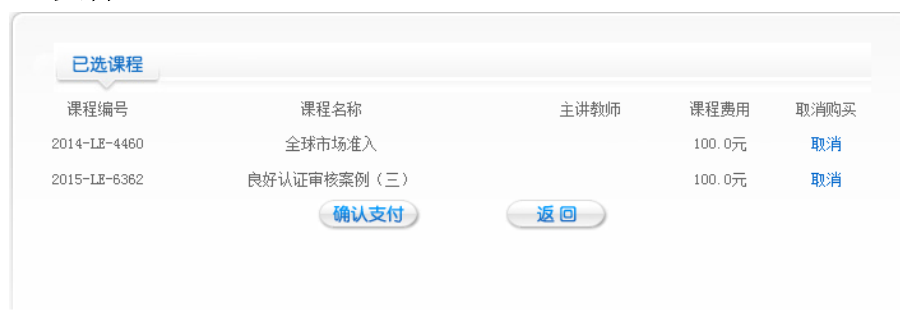 已选课程
课程编号 课程名称 主讲教师 课程费用 取消购买
2014-LE-4460 全球市场准入 100.0元 取消
2015-LE-6362 良好认证审核案例（三） 100.0元 取消
确认支付 返回